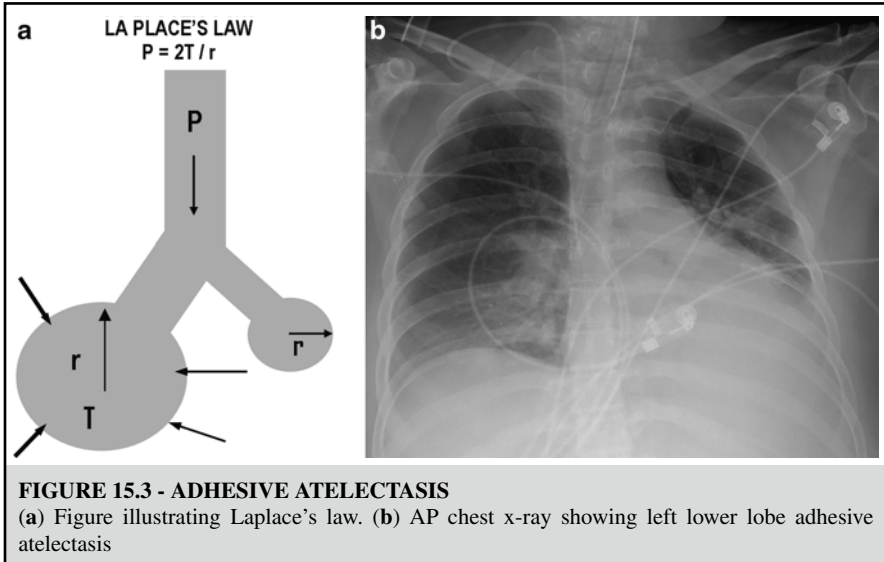 a
LA PLACE'S LAW
P = 2T / r
P
r
T
r
b
FIGURE 15.3 - ADHESIVE ATELECTASIS
(a) Figure illustrating Laplace's law. (b) AP chest x-ray showing left lower lobe adhesive
atelectasis